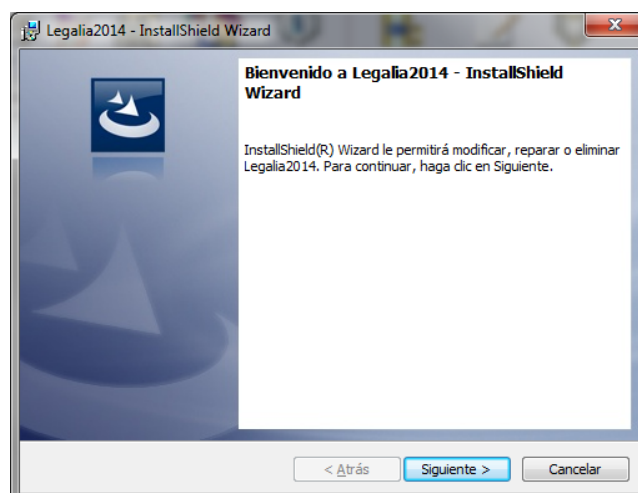 Legalia2014 - InstallShield Wizard
Bienvenido a Legalia2014 - InstallShield
Wizard
InstallShield(R) Wizard le permitirá modificar, reparar o eliminar
Legalia2014. Para continuar, haga clic en Siguiente.
< Atrás Siguiente > Cancelar